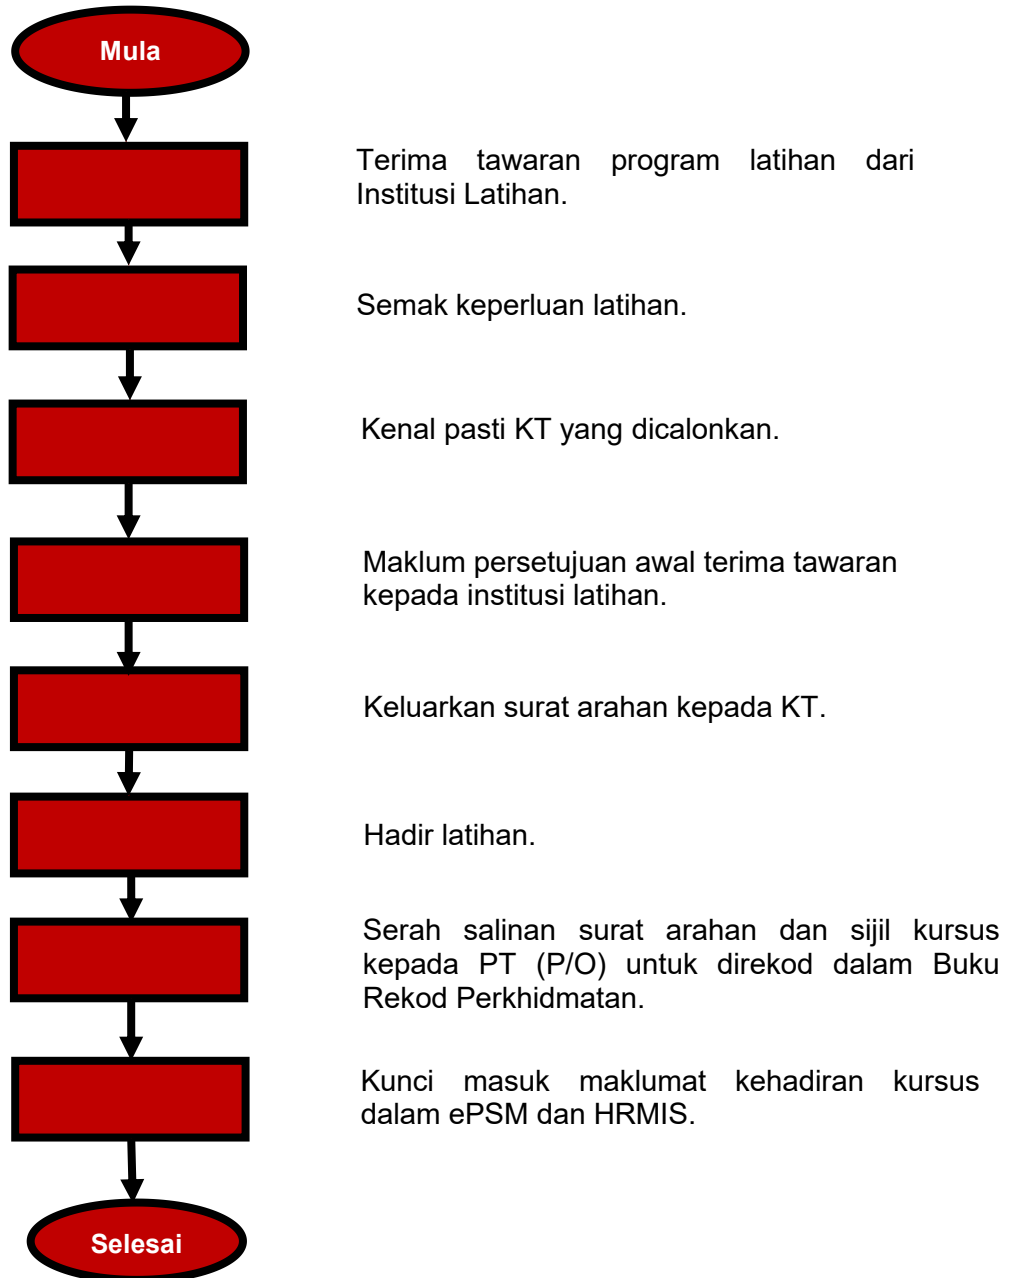 Mula
Terima tawaran program latihan dari
Institusi Latihan.
Semak keperluan latihan.
Kenal pasti KT yang dicalonkan.
Maklum persetujuan awal terima tawaran
kepada institusi latihan.
Keluarkan surat arahan kepada KT.
Hadir latihan.
Serah salinan surat arahan dan sijil kursus
kepada PT (P/O) untuk direkod dalam Buku
Rekod Perkhidmatan.
Kunci masuk maklumat kehadiran kursus
dalam ePSM dan HRMIS.
Selesai